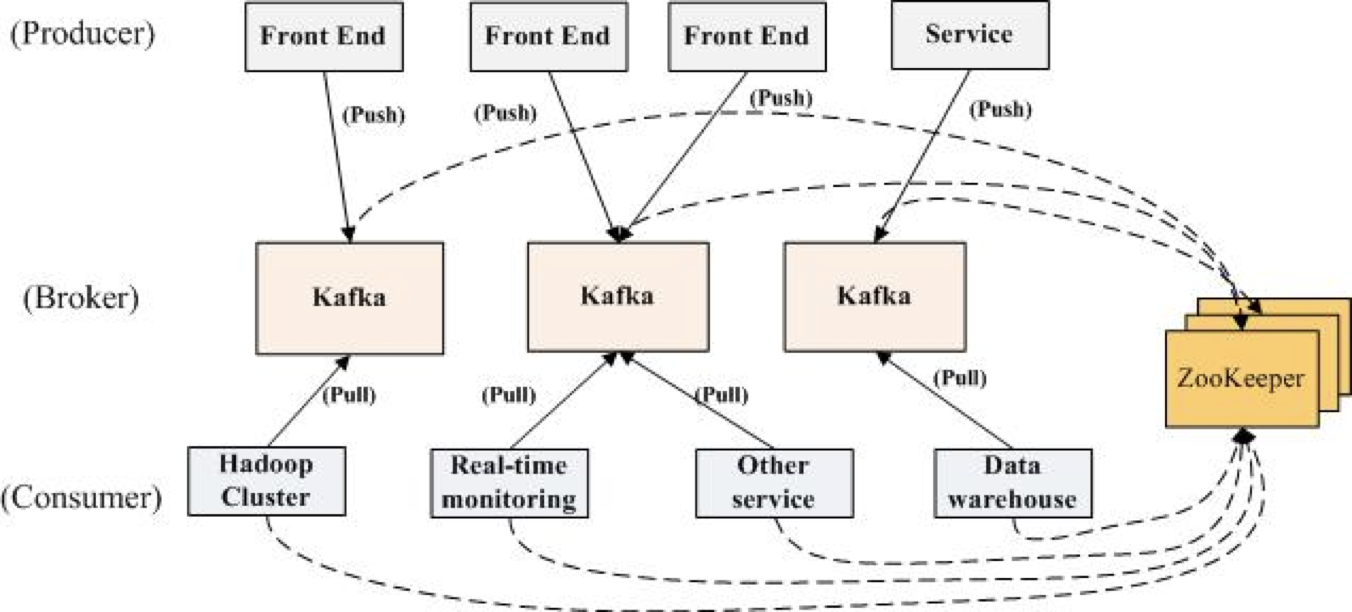 (Producer)
Front End
Front End
Front End
Service
(Push)
(Push)
(Push)
(Push)
(Broker)
Kafka
Kafka
Kafka
ZooKeeper
(Pull)
(Pull)
(Pull)
(Pull)
(Consumer)
Hadoop
Cluster
Real-time
monitoring
Other
service
Data
warehouse